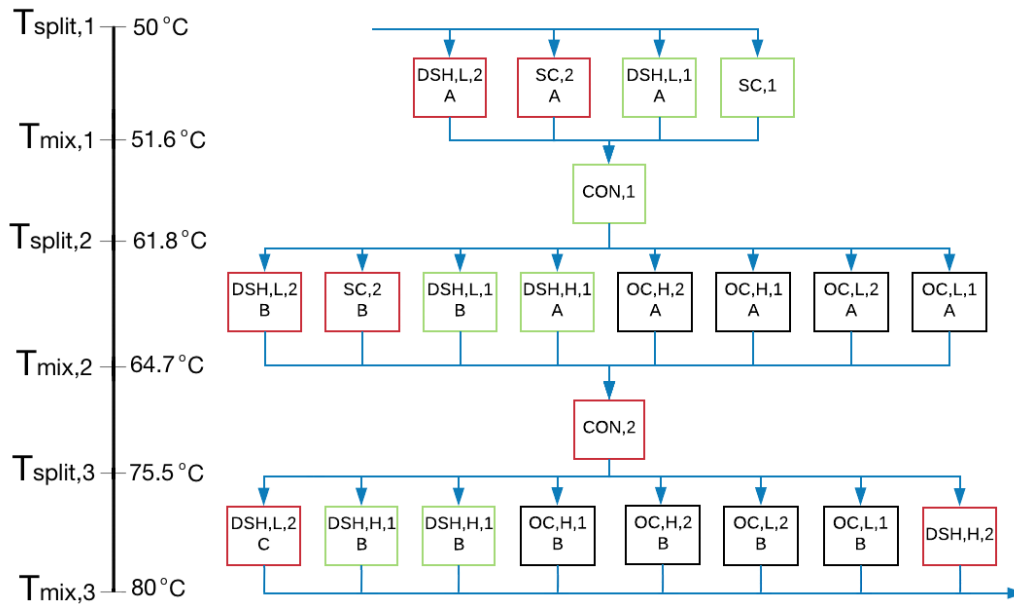 Tsplit,1 50 °C
DSH,L,2 SC,2 DSH,L,1 SC,1
A A A
Tmix,1 51.6 °C
CON,1
Tsplit,2 61.8 °C
DSH,L,2 SC,2 DSH,L,1 DSH,H,1 OC,H,2 OC,H,1 OC,L,2 OC,L,1
B B B A A A A A
Tmix,2 64.7 °C
CON,2
Tsplit,3 75.5 °C
DSH,L,2 DSH,H,1 DSH,H,1 OC,H,1 OC,H,2 OC,L,2 OC,L,1 DSH,H,2
C B B B B B B
Tmix,3 80 °C